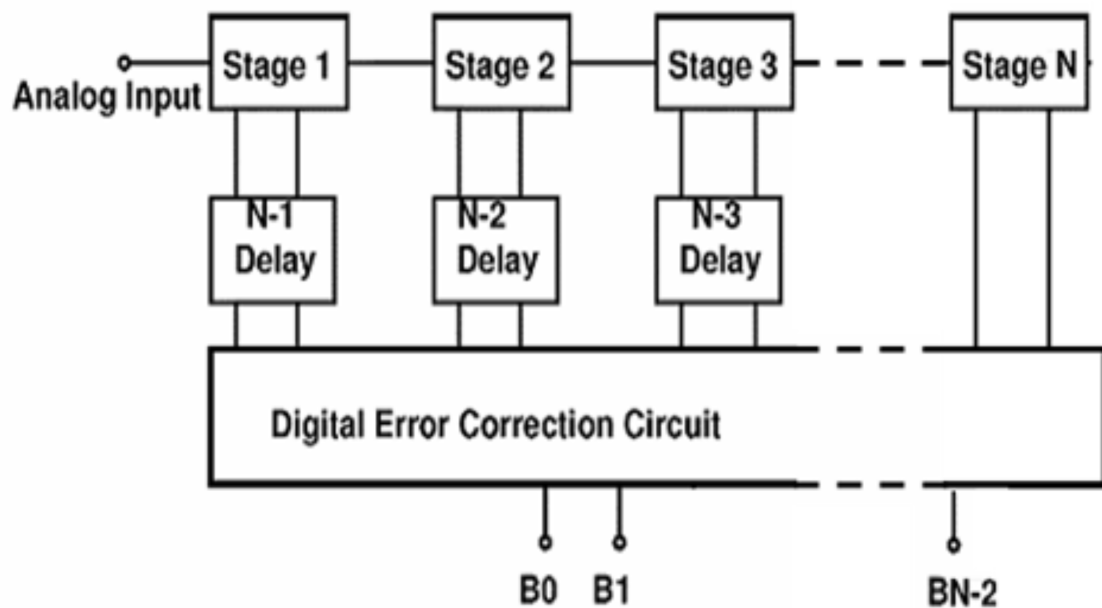 Stage 1
Stage 2
Stage 3
Stage N
Analog Input
N-1
Delay
N-2
Delay
N-3
Delay
Digital Error Correction Circuit
B0
B1
BN-2